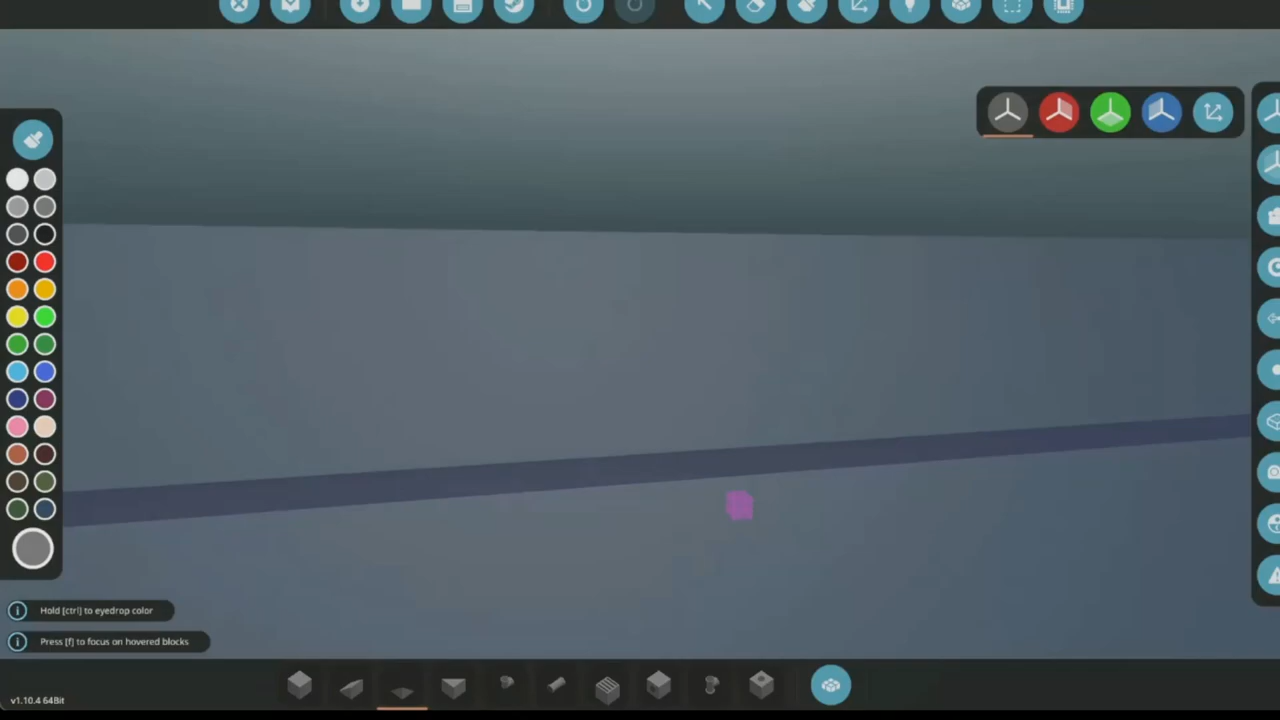 Hold [ctrl] to eyedrop color
Press [f] to focus on hovered blocks
v1.10.4 64Bit